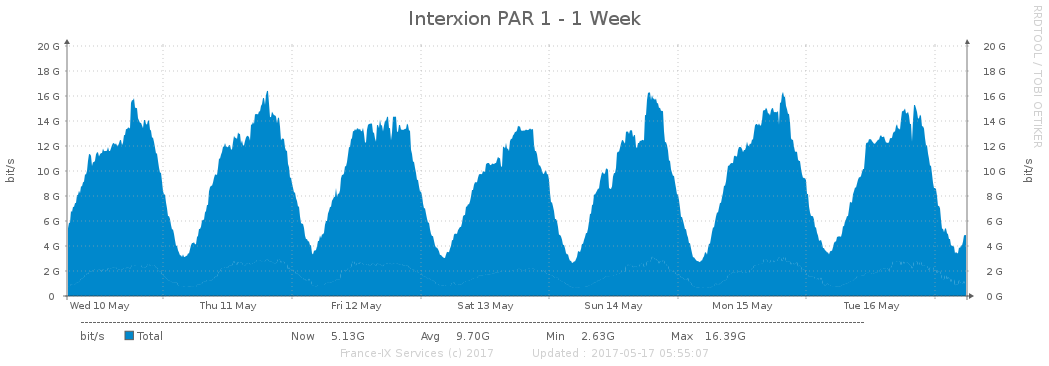 Interxion PAR 1 - 1 Week
RRDTOOL / TOBI OETIKER
bit/s
bit/s
20 G 20 G
18 G 18 G
16 G 16 G
14 G 14 G
12 G 12 G
10 G 10 G
8 G 8 G
6 G 6 G
4 G 4 G
2 G 2 G
0 0 G
Wed 10 May Thu 11 May Fri 12 May Sat 13 May Sun 14 May Mon 15 May Tue 16 May
bit/s Total Now 5.13G Avg 9.70G Min 2.63G Max 16.39G
France-IX Services (c) 2017 Updated : 2017-05-17 05:55:07